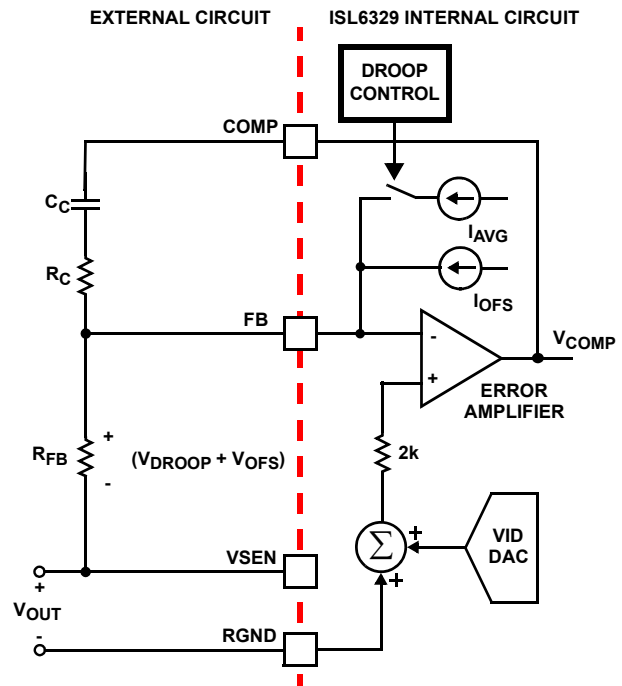 EXTERNAL CIRCUIT
ISL6329 INTERNAL CIRCUIT
DROOP
CONTROL
COMP
CC
IAVG
RC
IOFS
FB
-
VCOMP
+
ERROR
AMPLIFIER
RFB
+
(VDROOP + VOFS)
-
2k
VSEN
Σ
+
+
VID
DAC
+
VOUT
-
RGND